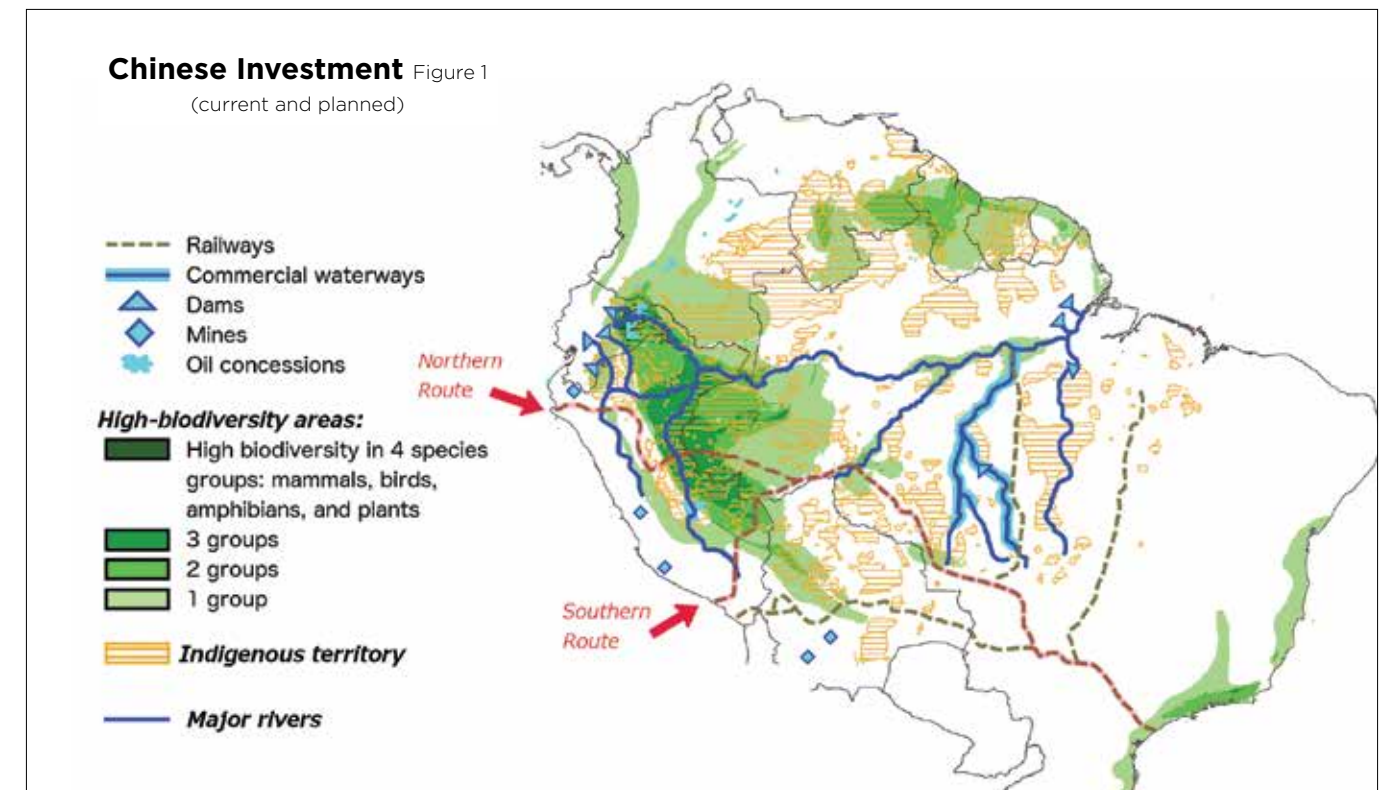 Chinese Investment Figure 1
(current and planned)
Railways
Commercial waterways
Dams
Mines
Oil concessions
High-biodiversity areas:
High biodiversity in 4 species
groups: mammals, birds,
amphibians, and plants
3 groups
2 groups
1 group
Indigenous territory
Major rivers
Northern
Route
Southern
Route